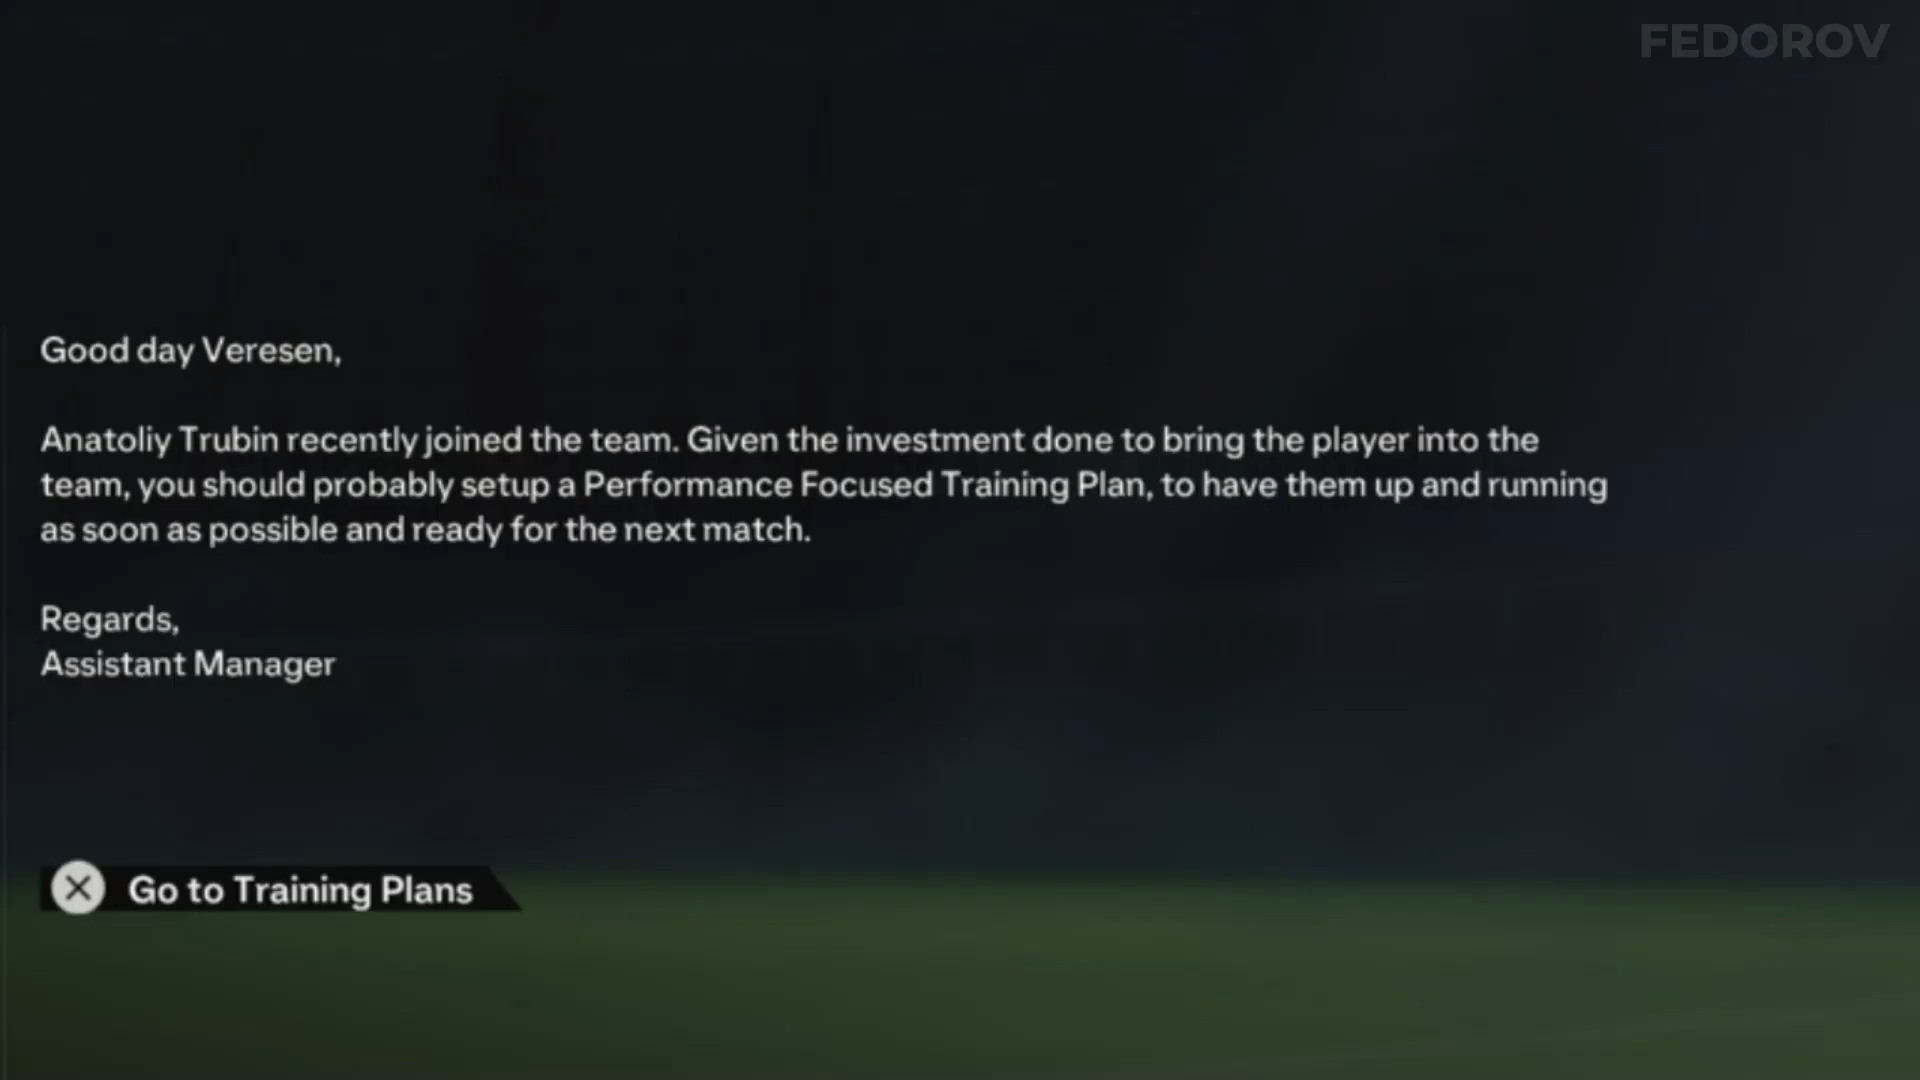 FEDOROV
Good day Veresen,
Anatoliy Trubin recently joined the team. Given the investment done to bring the player into the
team, you should probably setup a Performance Focused Training Plan, to have them up and running
as soon as possible and ready for the next match.
Regards,
Assistant Manager
Go to Training Plans